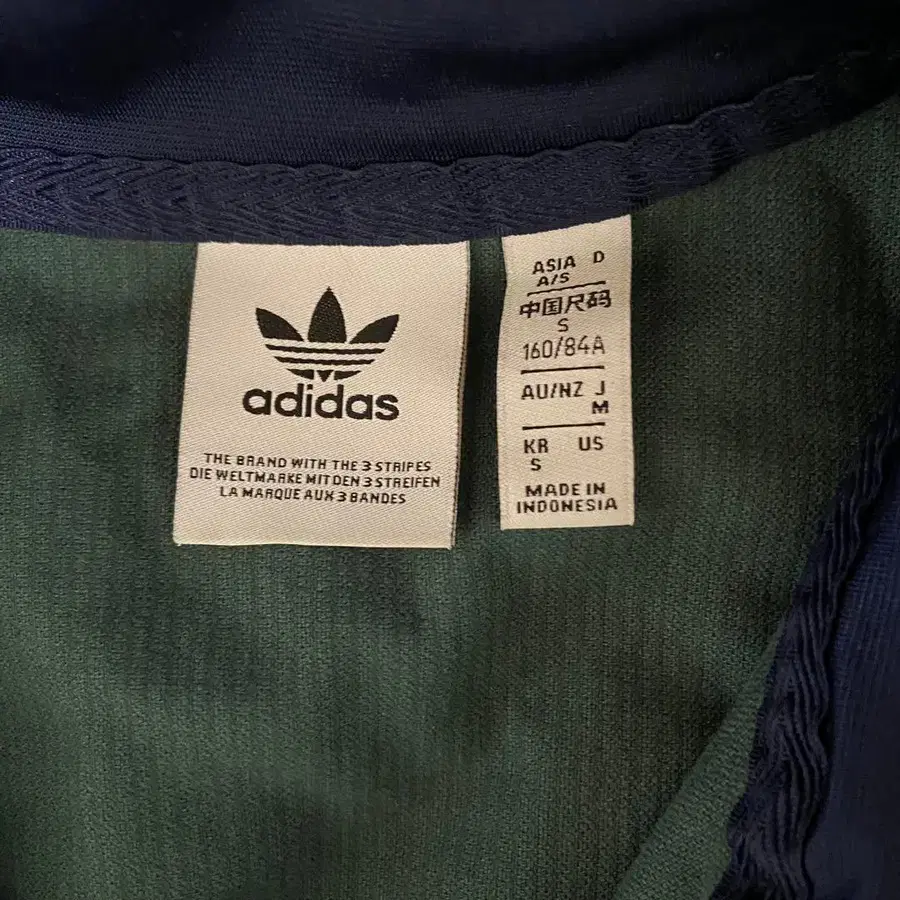 adidas
THE BRAND WITH THE 3 STRIPES
DIE WELTMARKE MIT DEN 3 STREIFEN
LA MARQUE AUX 3 BANDES
ASIA D
A/S
中国尺码
S
160/84A
AU/NZ J
M
KR US
S
MADE IN
INDONESIA